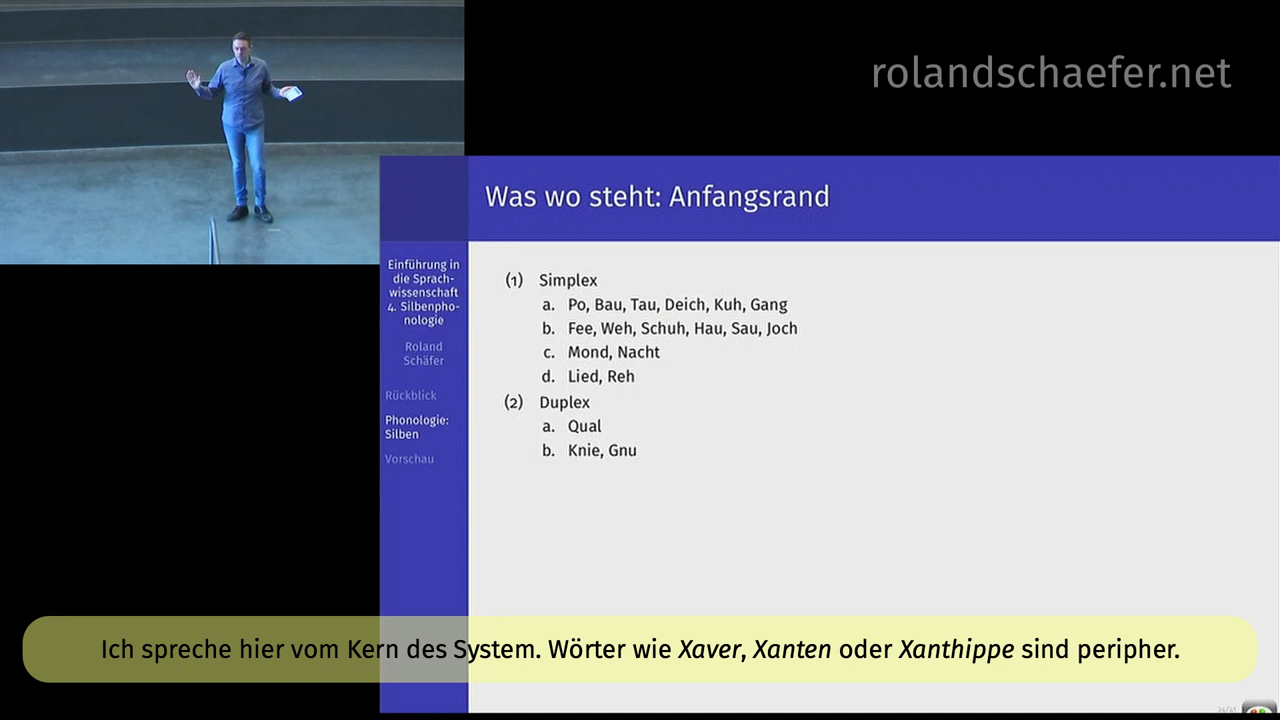 rolandschaefer.net
Was wo steht: Anfangsrand
Einführung in
die Sprach-
wissenschaft
4. Silbenpho-
nologie
Roland
Schäfer
Rückblick
Phonologie:
Silben
Vorschau
(1) Simplex
a. Po, Bau, Tau, Deich, Kuh, Gang
b. Fee, Weh, Schuh, Hau, Sau, Joch
c. Mond, Nacht
d. Lied, Reh
(2) Duplex
a. Qual
b. Knie, Gnu
Ich spreche hier vom Kern des System. Wörter wie Xaver, Xanten oder Xanthippe sind peripher.